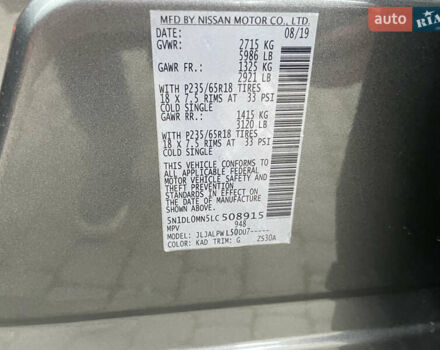 MFD BY NISSAN MOTOR CO., LTD.
DATE: 08/19
GVWR: 2715 KG
5986 LB
GAWR FR.: 1325 KG
2921 LB
WITH P235/65R18 TIRES
18 X 7.5 RIMS AT 33 PSI
COLD SINGLE
GAWR RR.: 1415 KG
3120 LB
WITH P235/65R18 TIRES
18 X 7.5 RIMS AT 33 PSI
COLD SINGLE
THIS VEHICLE CONFORMS TO
ALL APPLICABLE FEDERAL
MOTOR VEHICLE SAFETY AND
THEFT PREVENTION
STANDARDS IN EFFECT ON
THE DATE OF MANUFACTURE
SHOWN ABOVE.
5N1DL0MN5LC508915
MPV 948
MODEL: JLJALPWL50DU7-----
COLOR: KAD TRIM: G ZS30A
AUTO
RIA